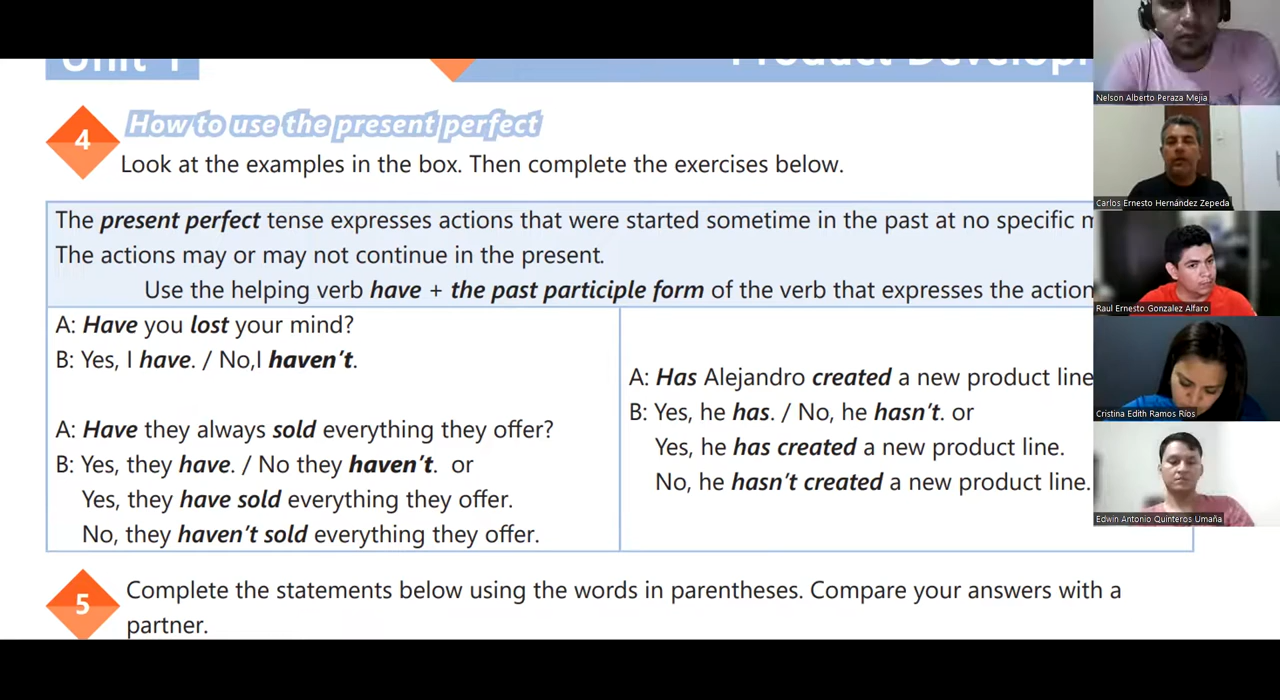 4
How to use the present perfect
Look at the examples in the box. Then complete the exercises below.
The present perfect tense expresses actions that were started sometime in the past at no specific
The actions may or may not continue in the present.
Use the helping verb have + the past participle form of the verb that expresses the action
A: Have you lost your mind?
B: Yes, I have. / No,I haven't.
A: Have they always sold everything they offer?
B: Yes, they have. / No they haven't. or
Yes, they have sold everything they offer.
No, they haven't sold everything they offer.
A: Has Alejandro created a new product line
B: Yes, he has. / No, he hasn't. or
Yes, he has created a new product line.
No, he hasn't created a new product line.
5
Complete the statements below using the words in parentheses. Compare your answers with a
partner.
Nelson Alberto Peraza Mejia
Carlos Ernesto Hernández Zepeda
Raul Ernesto Gonzalez Alfaro
Cristina Edith Ramos Ríos
Edwin Antonio Quinteros Umaña